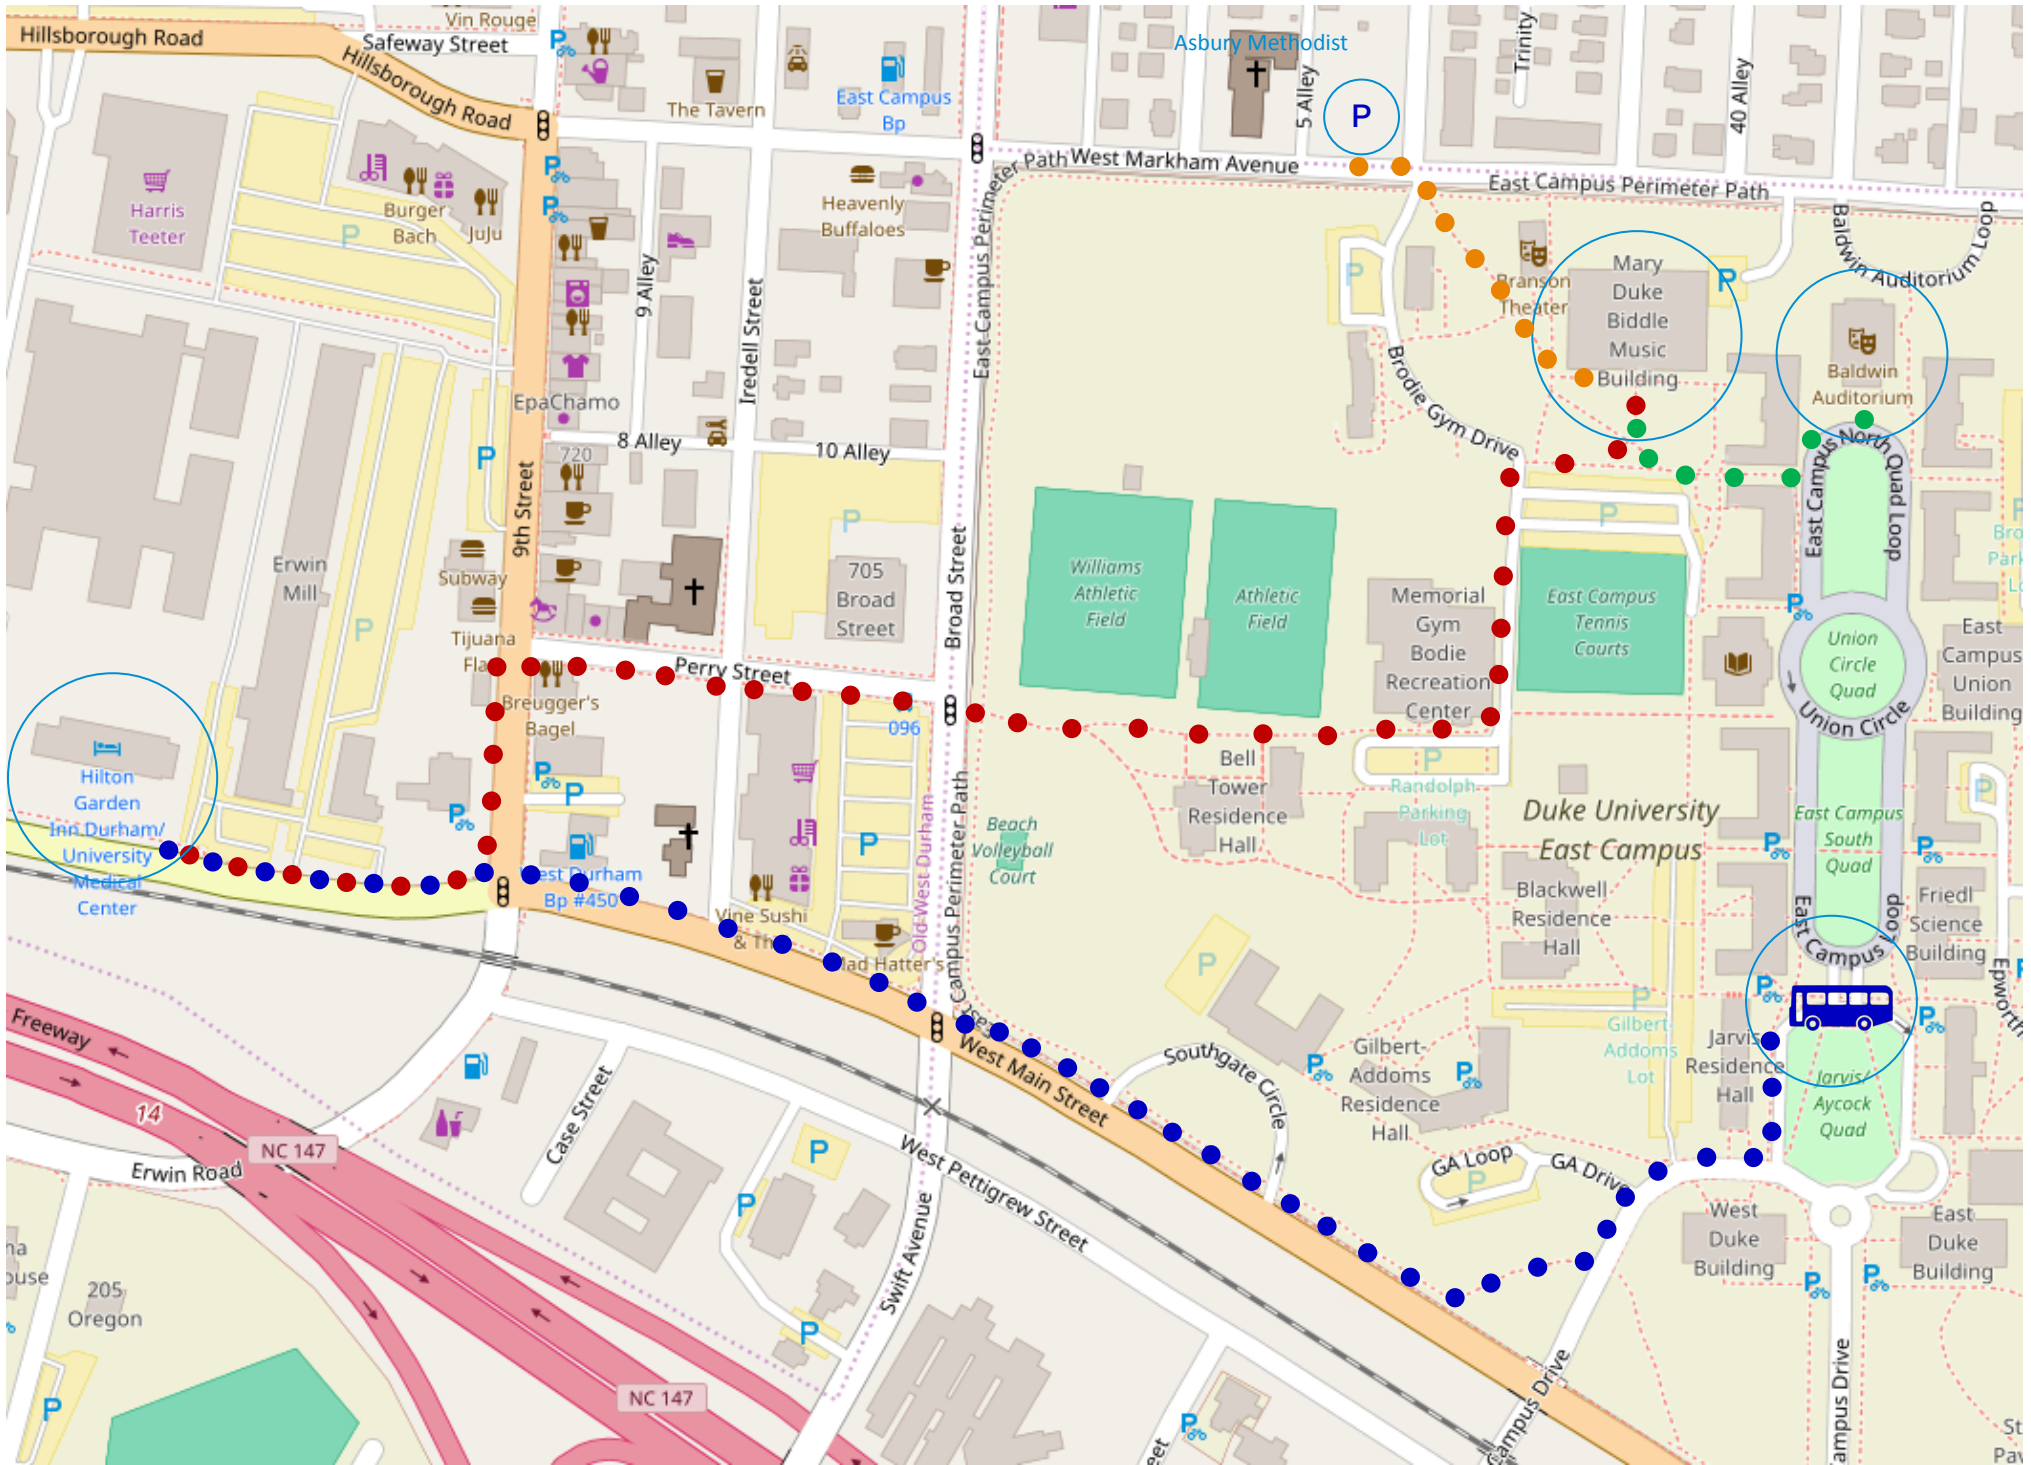 Hillsborough Road
Vin Rouge
Safeway Street
Hillsborough Road
The Tavern
East Campus
Bp
Asbury Methodist
5 Alley
P
Trinity
40 Alley
Harris
Teeter
Burger
Bach
JuJu
P
Heavenly
Buffaloes
East Campus Perimeter Path
West Markham Avenue
East Campus Perimeter Path
Baldwin Auditorium Loop
9 Alley
Iredell Street
P
Branson
Theater
Mary
Duke
Biddle
Music
Building
P
Baldwin
Auditorium
EpaChamo
8 Alley
10 Alley
720
P
9th Street
Brodie Gym Drive
East Campus North Quad Loop
P
P
Erwin
Mill
Subway
705
Broad
Street
Broad Street
Williams
Athletic
Field
Athletic
Field
Memorial
Gym
Bodie
Recreation
Center
East Campus
Tennis
Courts
Union
Circle
Quad
Union Circle
East
Campus
Union
Building
P
Tijuana
Perry Street
Breugger's
Bagel
096
Hilton
Garden
Inn Durham/
University
Medical
Center
P
P
Bell
Tower
Residence
Hall
P
Randolph
Parking
Lot
Duke University
East Campus
East Campus
South
Quad
P
Beach
Volleyball
Court
Old West Durham
East Campus Perimeter Path
Bp #450
Vine Sushi
Mad Hatter's
Blackwell
Residence
Hall
Friedl
Science
Building
East Campus Loop
Epworth
P
P
Gilbert-
Addoms
Lot
Jarvis
Residence
Hall
Jarvis/
Aycock
Quad
Freeway
14
NC 147
Erwin Road
Case Street
West Main Street
Southgate Circle
Gilbert-
Addoms
Residence
Hall
GA Loop
P
GA Drive
West Pettigrew Street
P
P
P
Swift Avenue
205
Oregon
P
NC 147
West
Duke
Building
East
Duke
Building
Campus Drive
Campus Drive